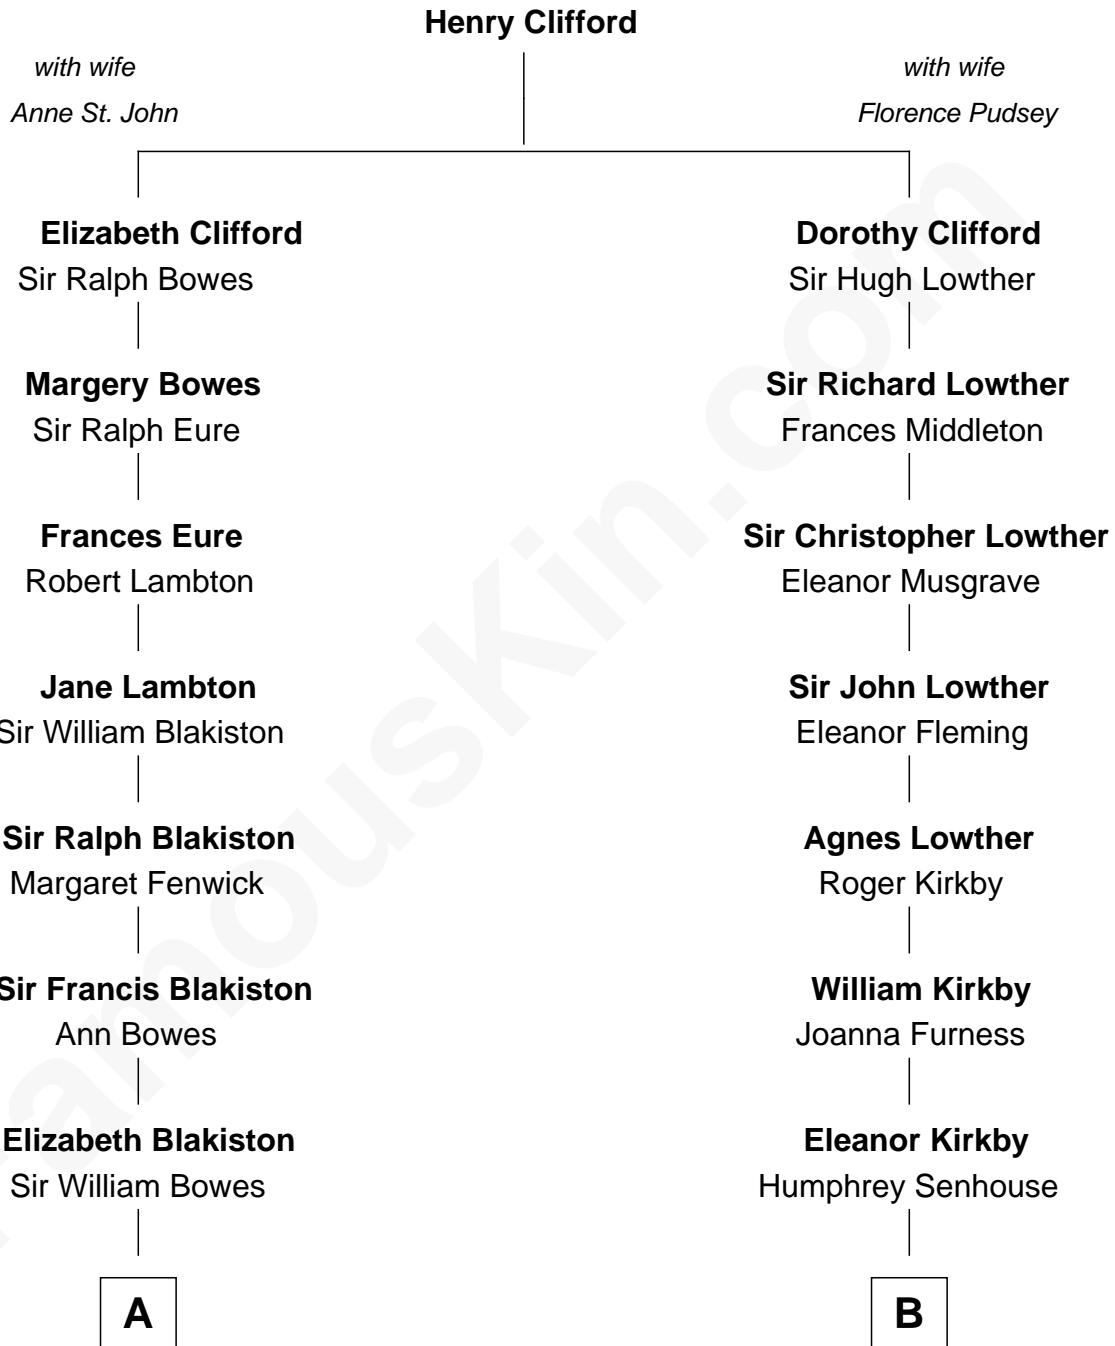 Henry Clifford
with wife
Anne St. John
with wife
Florence Pudsey
Elizabeth Clifford
Sir Ralph Bowes
Dorothy Clifford
Sir Hugh Lowther
Margery Bowes
Sir Ralph Eure
Sir Richard Lowther
Frances Middleton
Frances Eure
Robert Lambton
Sir Christopher Lowther
Eleanor Musgrave
Jane Lambton
Sir William Blakiston
Sir John Lowther
Eleanor Fleming
Sir Ralph Blakiston
Margaret Fenwick
Agnes Lowther
Roger Kirkby
Sir Francis Blakiston
Ann Bowes
William Kirkby
Joanna Furness
Elizabeth Blakiston
Sir William Bowes
Eleanor Kirkby
Humphrey Senhouse
A
B
FamousKin.com